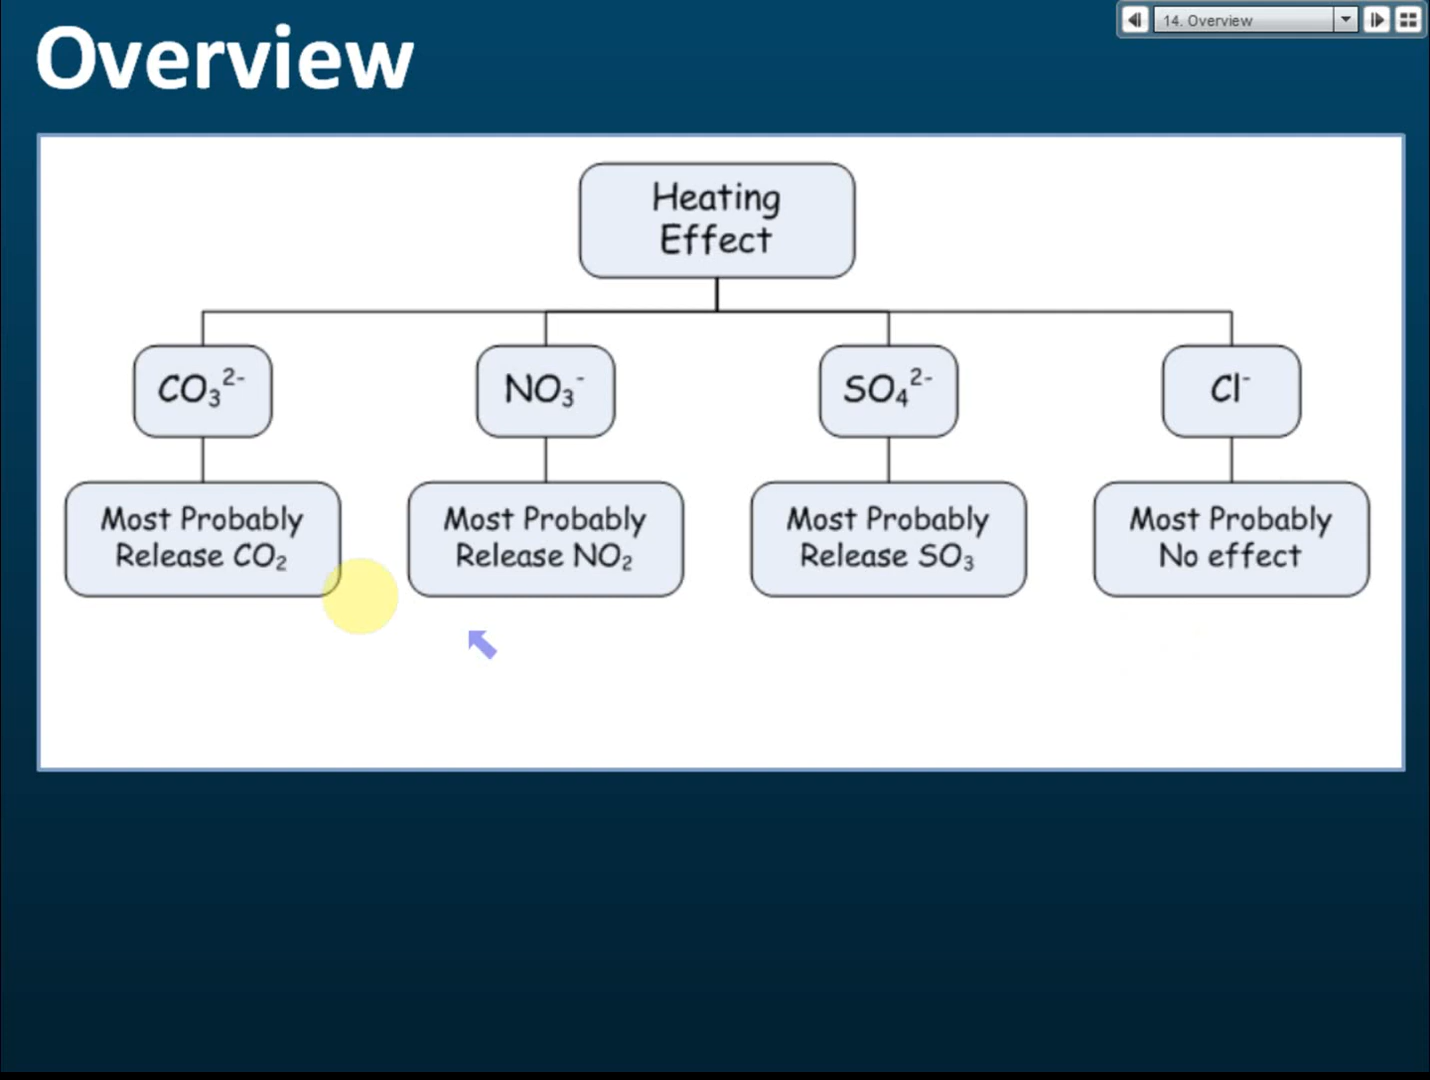 14. Overview
Overview
Heating
Effect
CO₃²⁻
NO₃⁻
SO₄²⁻
Cl⁻
Most Probably
Release CO₂
Most Probably
Release NO₂
Most Probably
Release SO₃
Most Probably
No effect